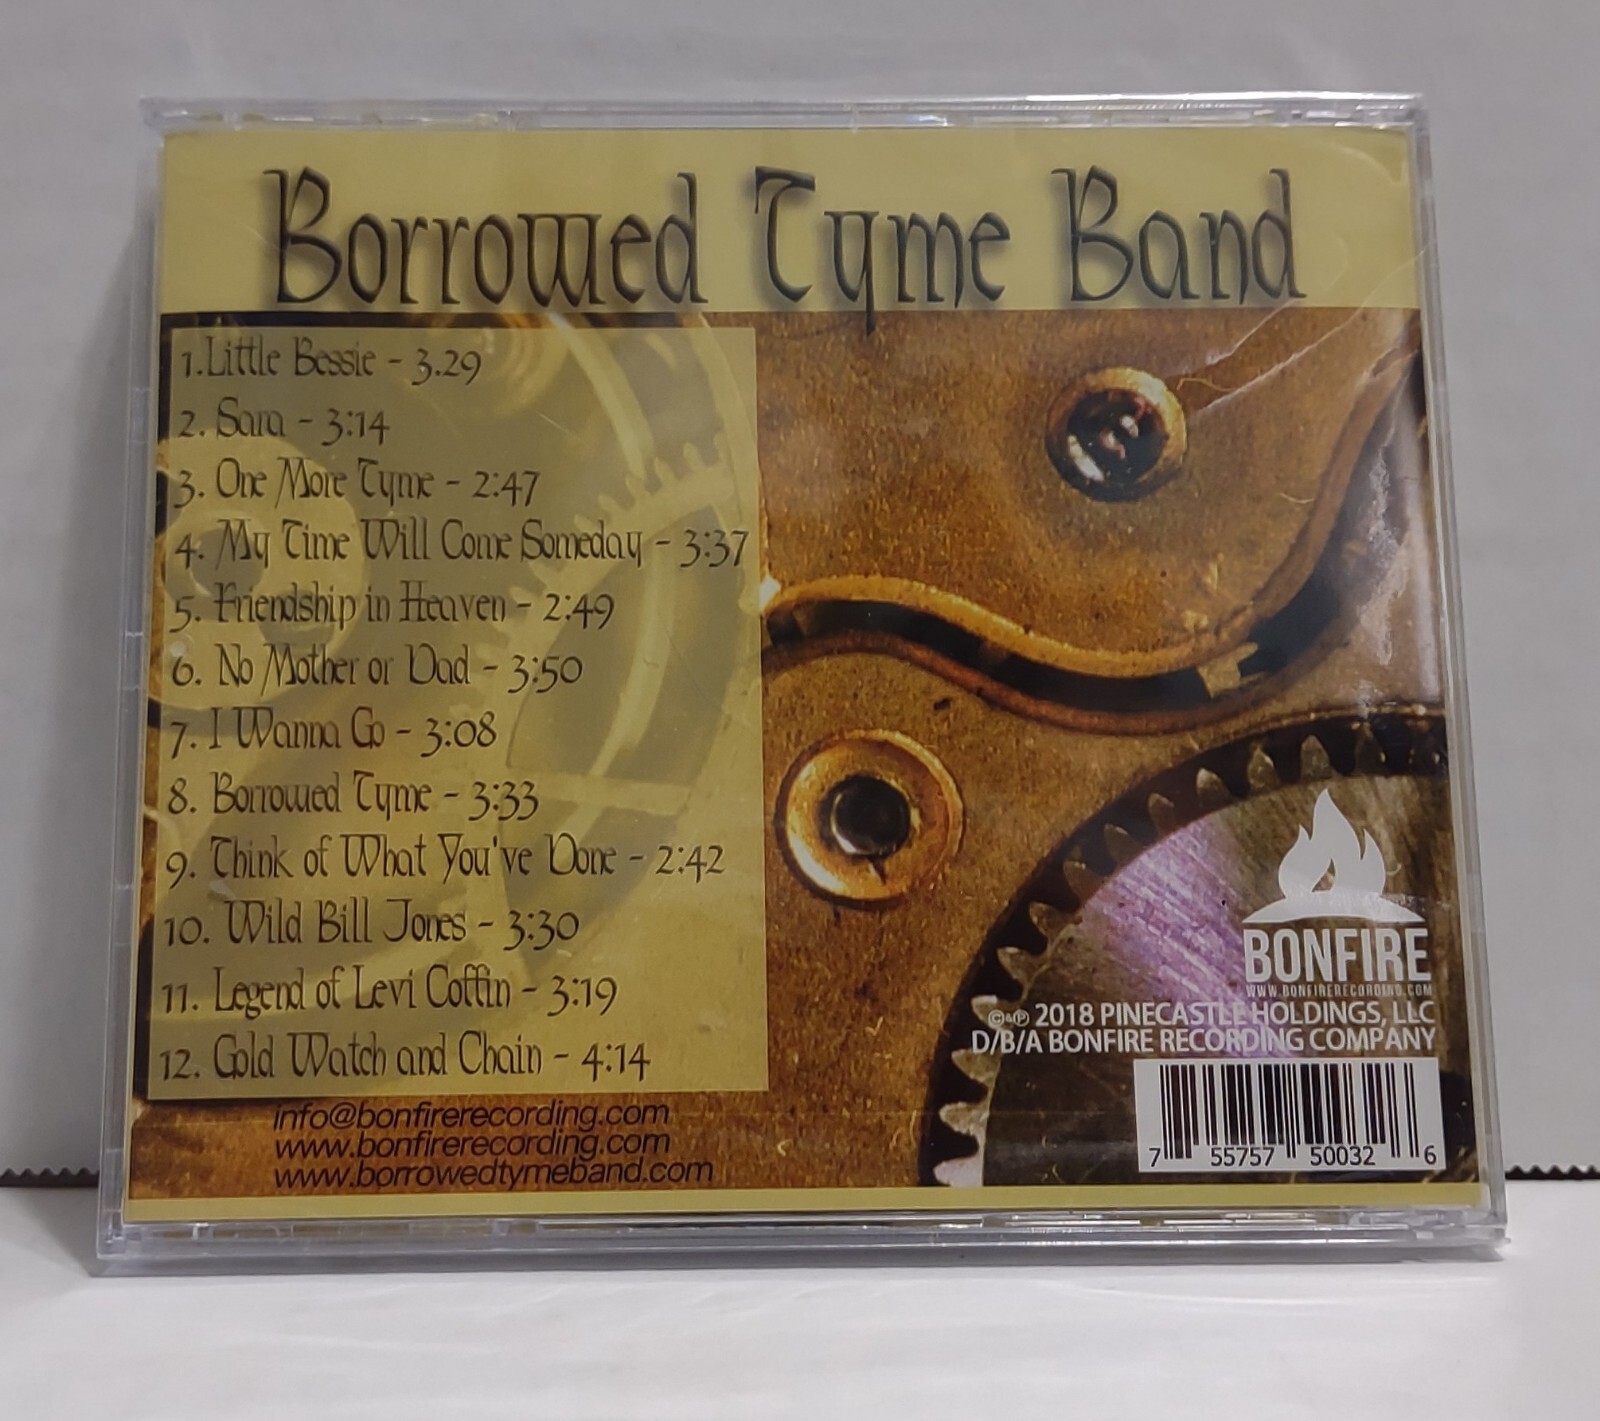 Borrowed Tyme Band
1.Little Bessie - 3.29
2. Sara - 3:14
3. One More Tyme - 2:47
4. My Time Will Come Someday - 3:37
5. Friendship in Heaven - 2:49
6. No Mother or Dad - 3:50
7. I Wanna Go - 3:08
8. Borrowed Tyme - 3:33
9. Think of What You've Done - 2:42
10. Wild Bill Jones - 3:30
11. Legend of Levi Coffin - 3:19
12. Gold Watch and Chain - 4:14
info@bonfirerecording.com
www.bonfirerecording.com
www.borrowedtymeband.com
BONFIRE
WWW.BONFIRERECORDING.COM
©&℗ 2018 PINECASTLE HOLDINGS, LLC
D/B/A BONFIRE RECORDING COMPANY
7 55757 50032 6